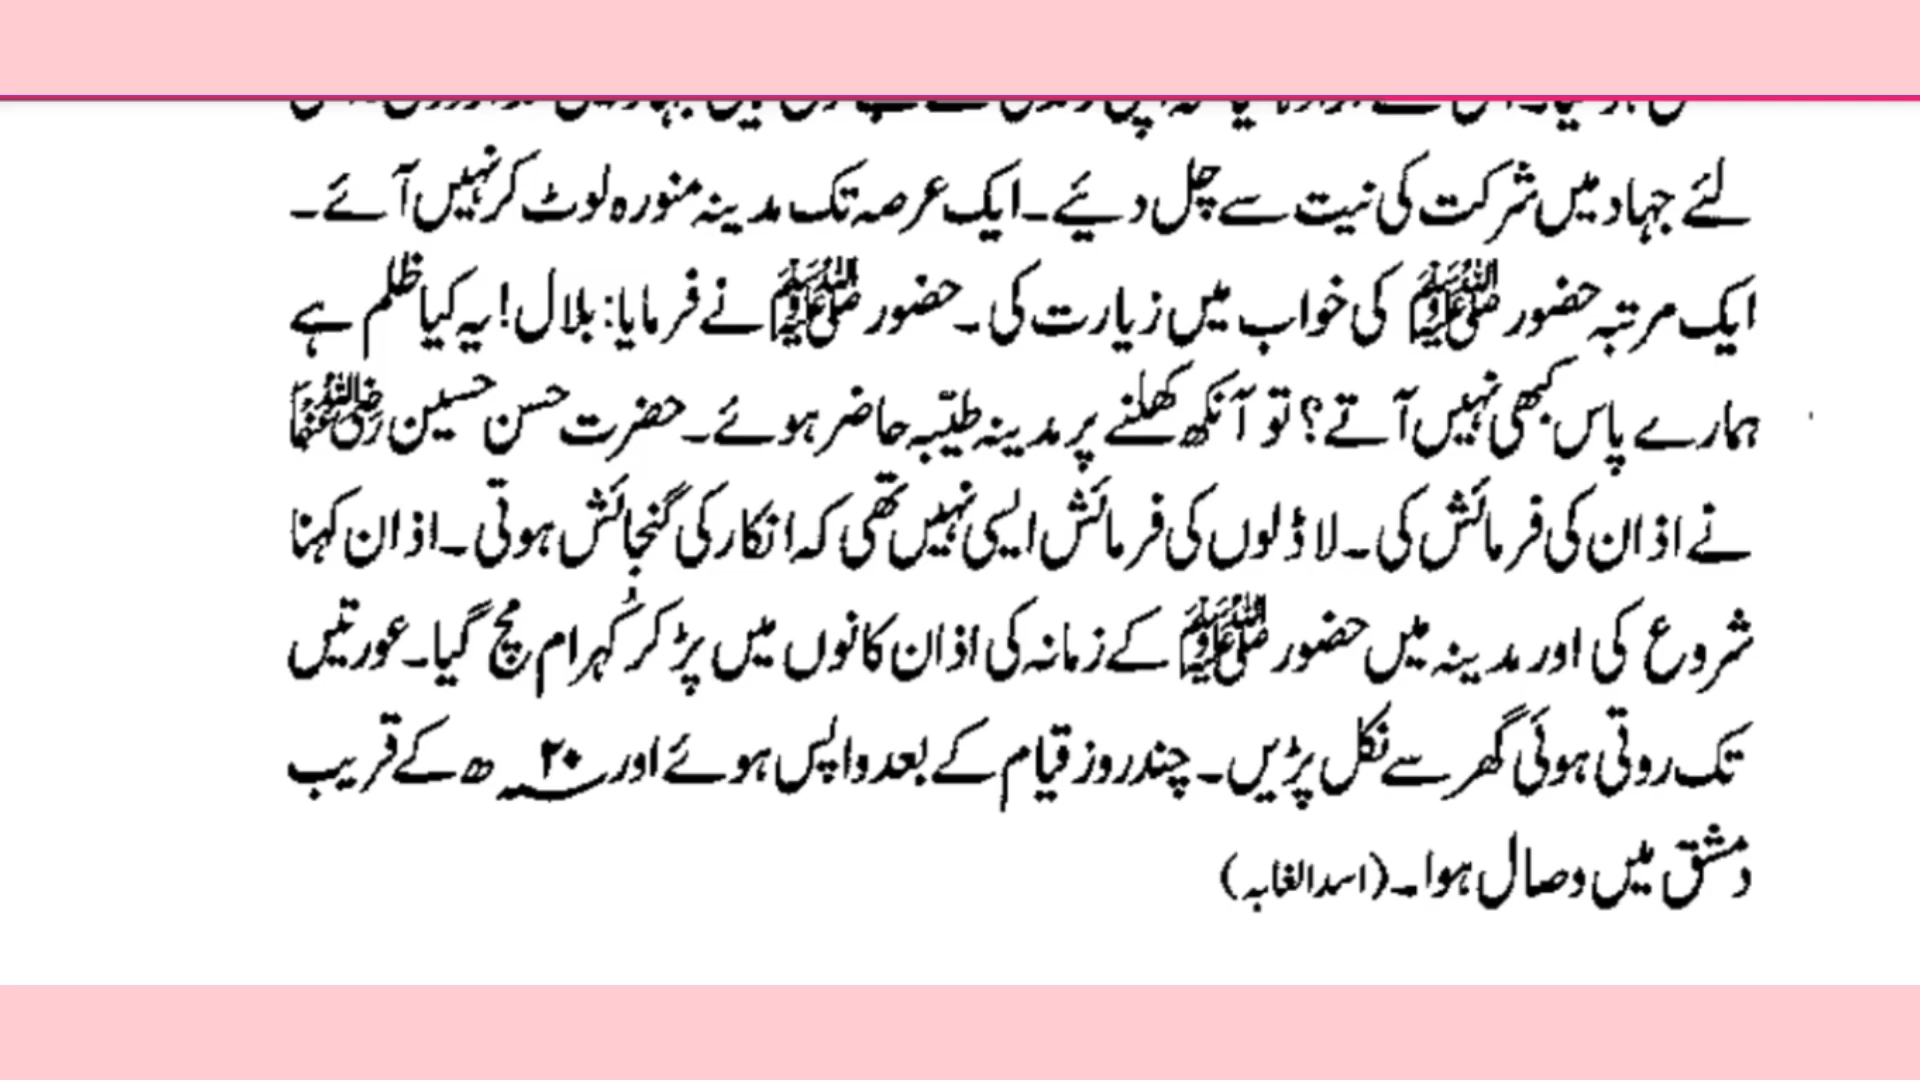 لئے جہاد میں شرکت کی نیت سے چل دیئے۔ ایک عرصہ تک مدینہ منورہ لوٹ کر نہیں آئے۔
ایک مرتبہ حضور ﷺ کی خواب میں زیارت کی۔ حضور ﷺ نے فرمایا: بلال! یہ کیا ظلم ہے
ہمارے پاس کبھی نہیں آتے؟ تو آنکھ کھلنے پر مدینہ طیّبہ حاضر ہوئے۔ حضرت حسن حسین رضی اللہ عنہما
نے اذان کی فرمائش کی۔ لاڈلوں کی فرمائش ایسی نہیں تھی کہ انکار کی گنجائش ہوتی۔ اذان کہنا
شروع کی اور مدینہ میں حضور ﷺ کے زمانہ کی اذان کانوں میں پڑ کر کُہرام مچ گیا۔ عورتیں
تک روتی ہوئی گھر سے نکل پڑیں۔ چند روز قیام کے بعد واپس ہوئے اور ۲۰؁ ھ کے قریب
دمشق میں وصال ہوا۔ (اسد الغابہ)